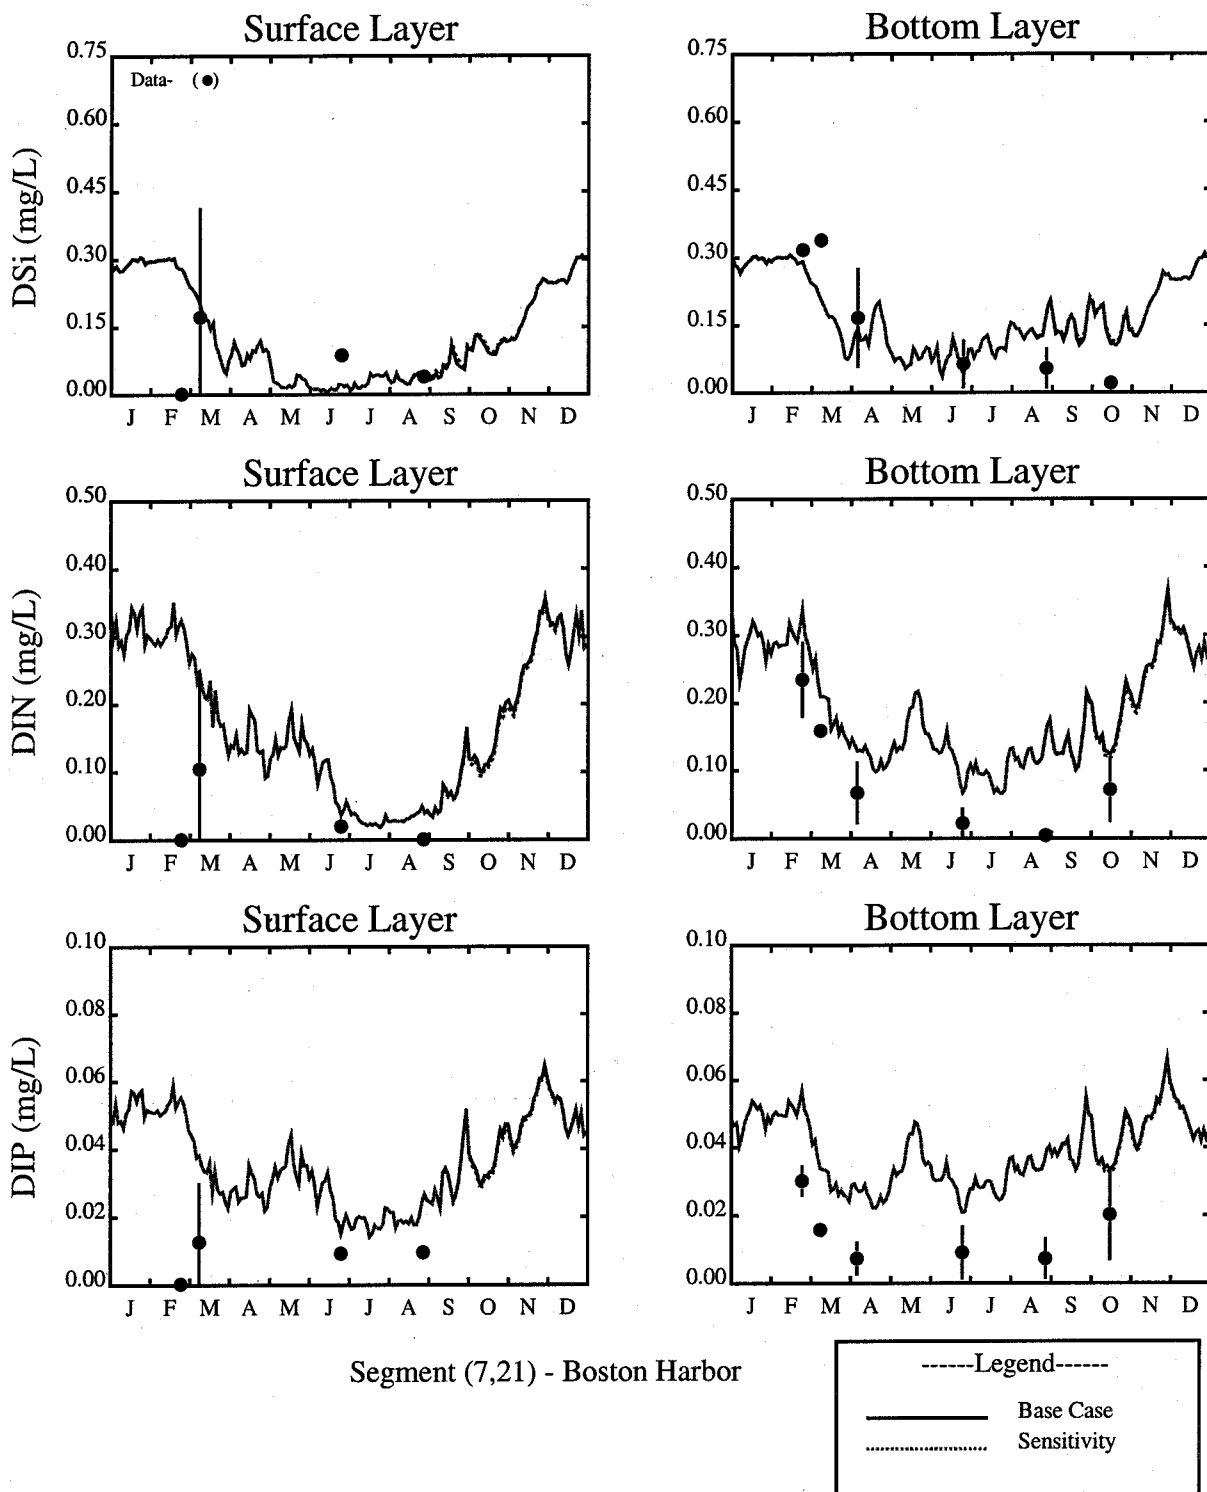 Surface Layer
0.75
0.60
0.45
0.30
0.15
0.00
DSi (mg/L)
Data- (●)
J F M A M J J A S O N D
Bottom Layer
0.75
0.60
0.45
0.30
0.15
0.00
J F M A M J J A S O N D
Surface Layer
0.50
0.40
0.30
0.20
0.10
0.00
DIN (mg/L)
J F M A M J J A S O N D
Bottom Layer
0.50
0.40
0.30
0.20
0.10
0.00
J F M A M J J A S O N D
Surface Layer
0.10
0.08
0.06
0.04
0.02
0.00
DIP (mg/L)
J F M A M J J A S O N D
Bottom Layer
0.10
0.08
0.06
0.04
0.02
0.00
J F M A M J J A S O N D
Segment (7,21) - Boston Harbor
------Legend------
Base Case
Sensitivity